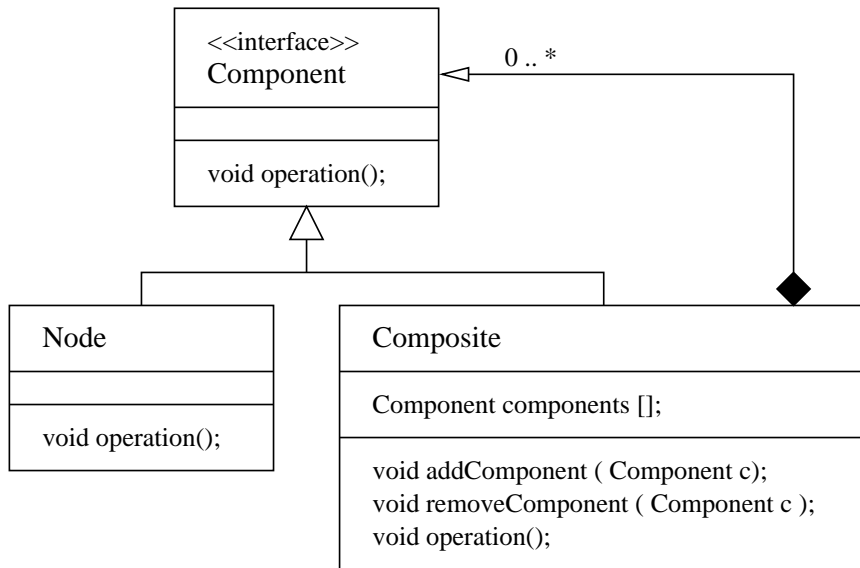 <<interface>>
Component
0 .. *
void operation();
Node
void operation();
Composite
Component components [];
void addComponent ( Component c);
void removeComponent ( Component c );
void operation();